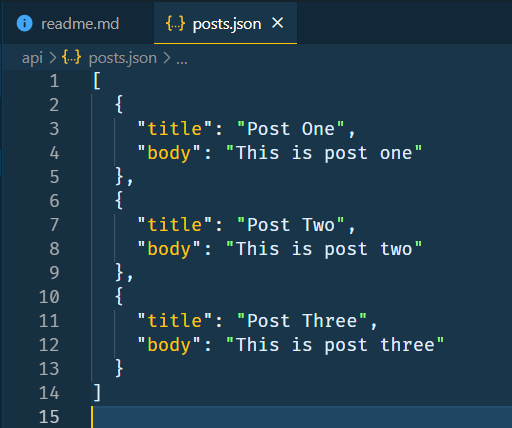 readme.md posts.json ×
api > {..} posts.json > ...
1 [
2 {
3 "title": "Post One",
4 "body": "This is post one"
5 },
6 {
7 "title": "Post Two",
8 "body": "This is post two"
9 },
10 {
11 "title": "Post Three",
12 "body": "This is post three"
13 }
14 ]
15